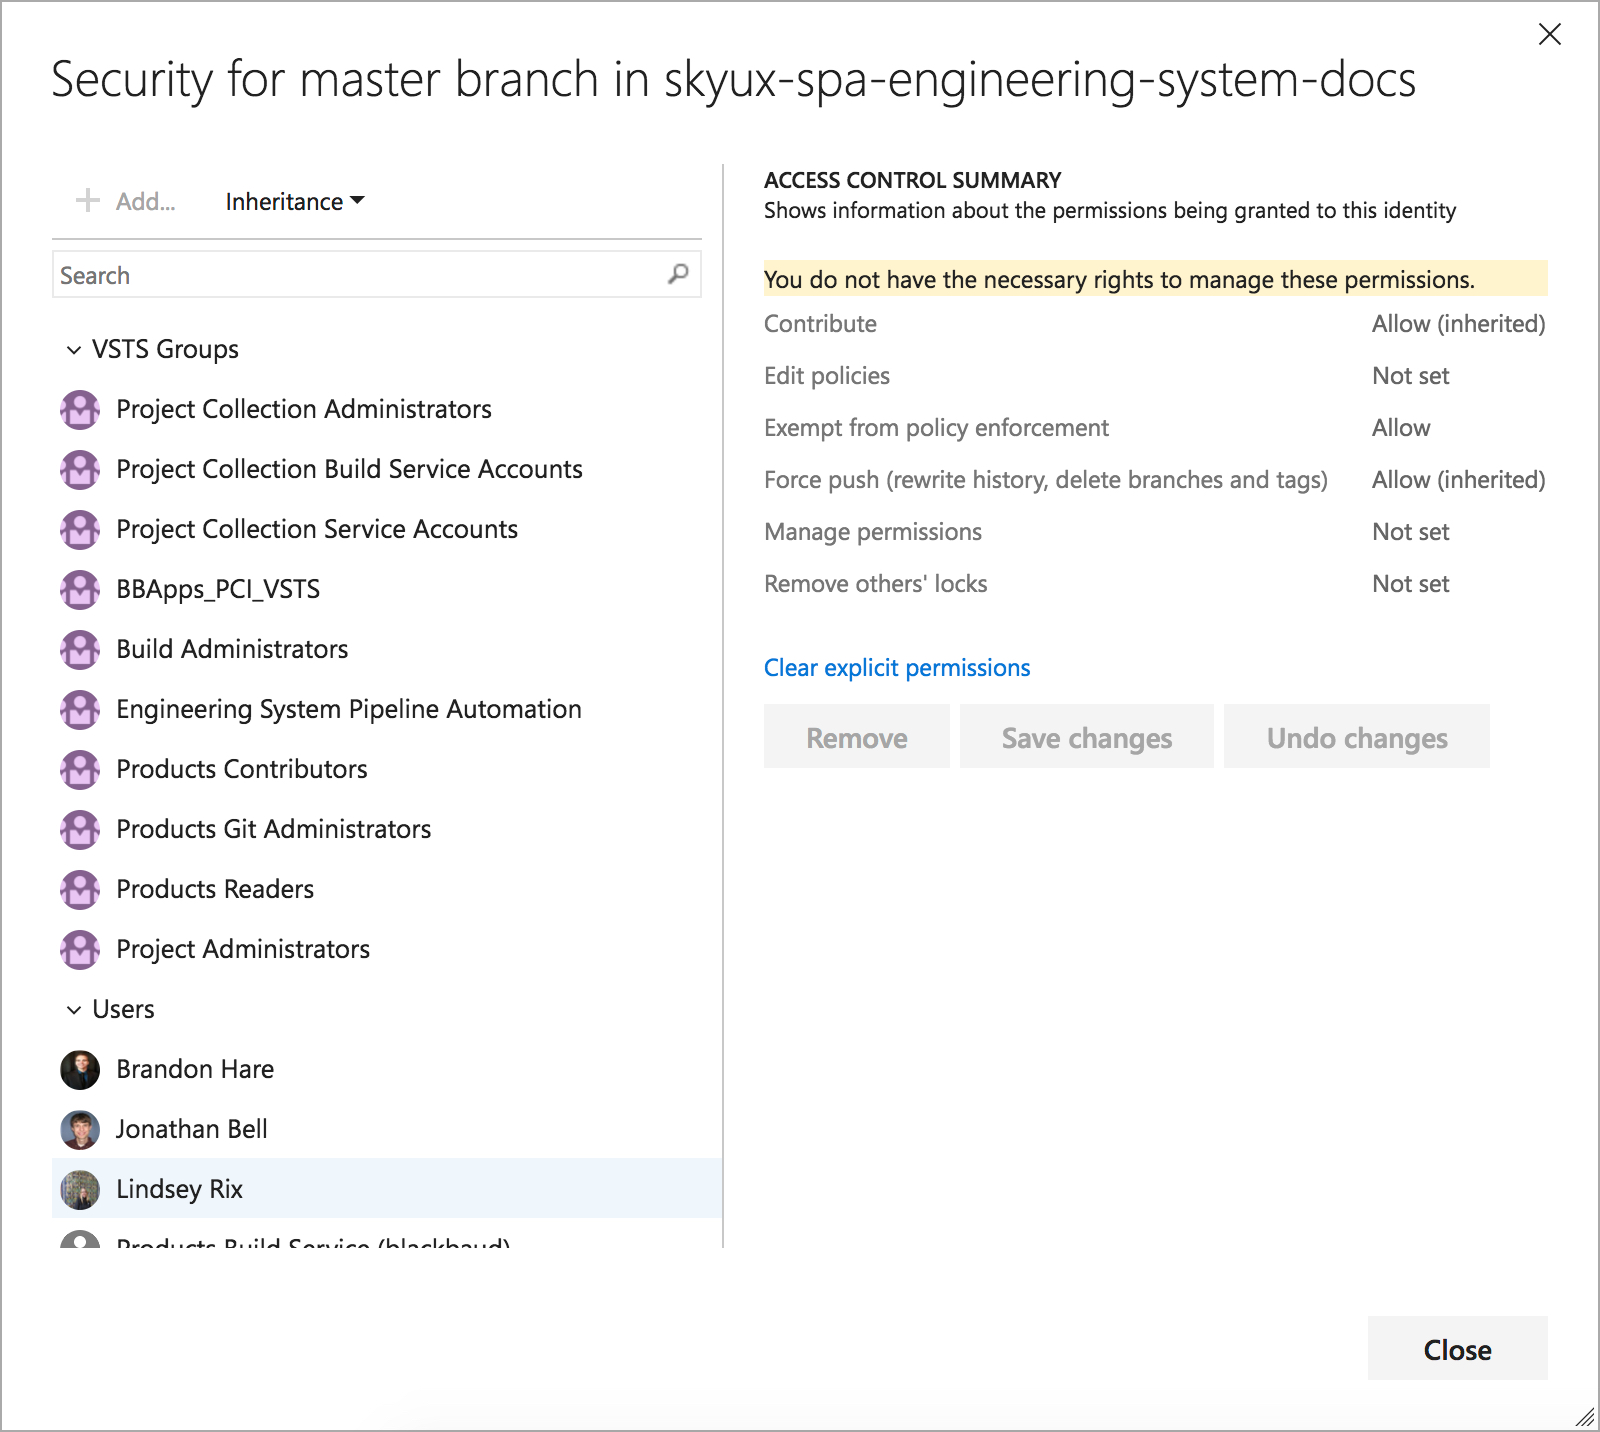 Security for master branch in skyux-spa-engineering-system-docs
Add...
Inheritance
Search
VSTS Groups
Project Collection Administrators
Project Collection Build Service Accounts
Project Collection Service Accounts
BBApps_PCI_VSTS
Build Administrators
Engineering System Pipeline Automation
Products Contributors
Products Git Administrators
Products Readers
Project Administrators
Users
Brandon Hare
Jonathan Bell
Lindsey Rix
Products Build Service (blackbaud)
ACCESS CONTROL SUMMARY
Shows information about the permissions being granted to this identity
You do not have the necessary rights to manage these permissions.
Contribute Allow (inherited)
Edit policies Not set
Exempt from policy enforcement Allow
Force push (rewrite history, delete branches and tags) Allow (inherited)
Manage permissions Not set
Remove others' locks Not set
Clear explicit permissions
Remove
Save changes
Undo changes
Close